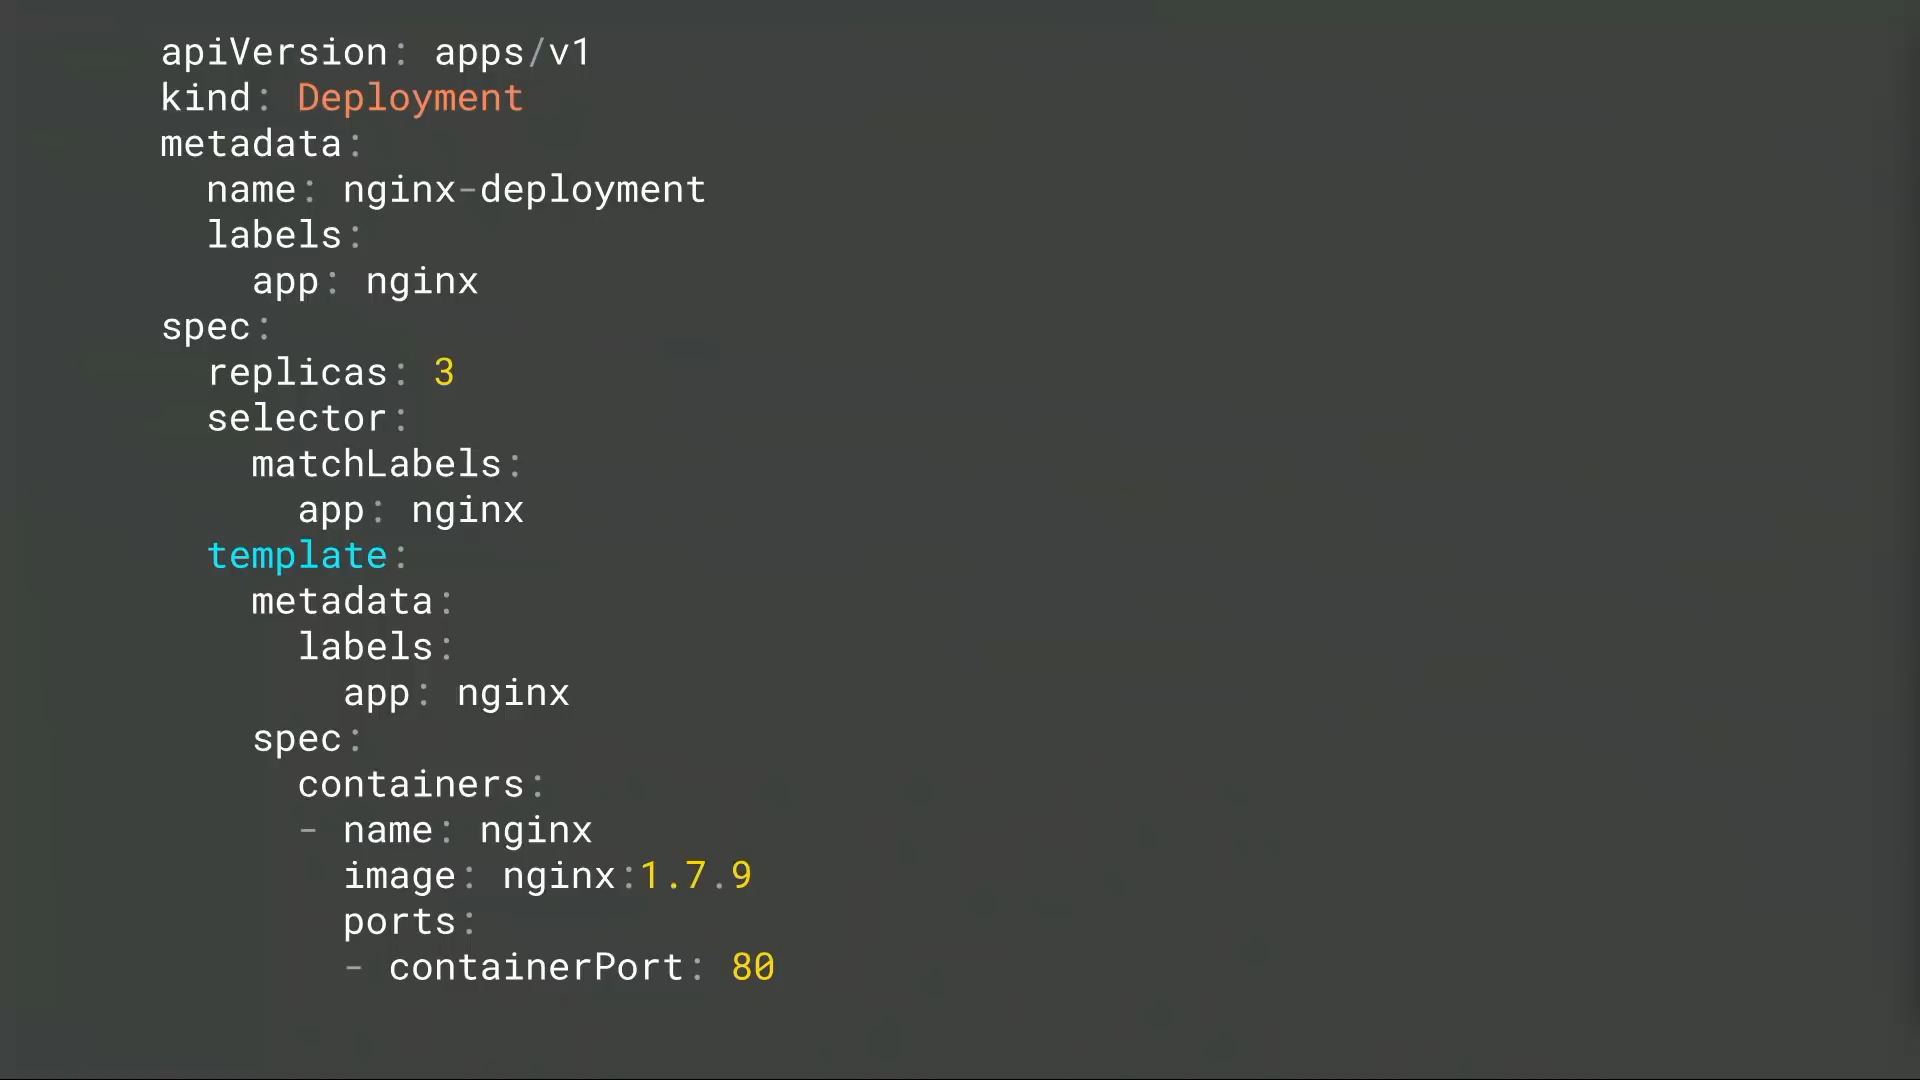 apiVersion: apps/v1
kind: Deployment
metadata:
  name: nginx-deployment
  labels:
    app: nginx
spec:
  replicas: 3
  selector:
    matchLabels:
      app: nginx
  template:
    metadata:
      labels:
        app: nginx
    spec:
      containers:
      - name: nginx
        image: nginx:1.7.9
        ports:
        - containerPort: 80